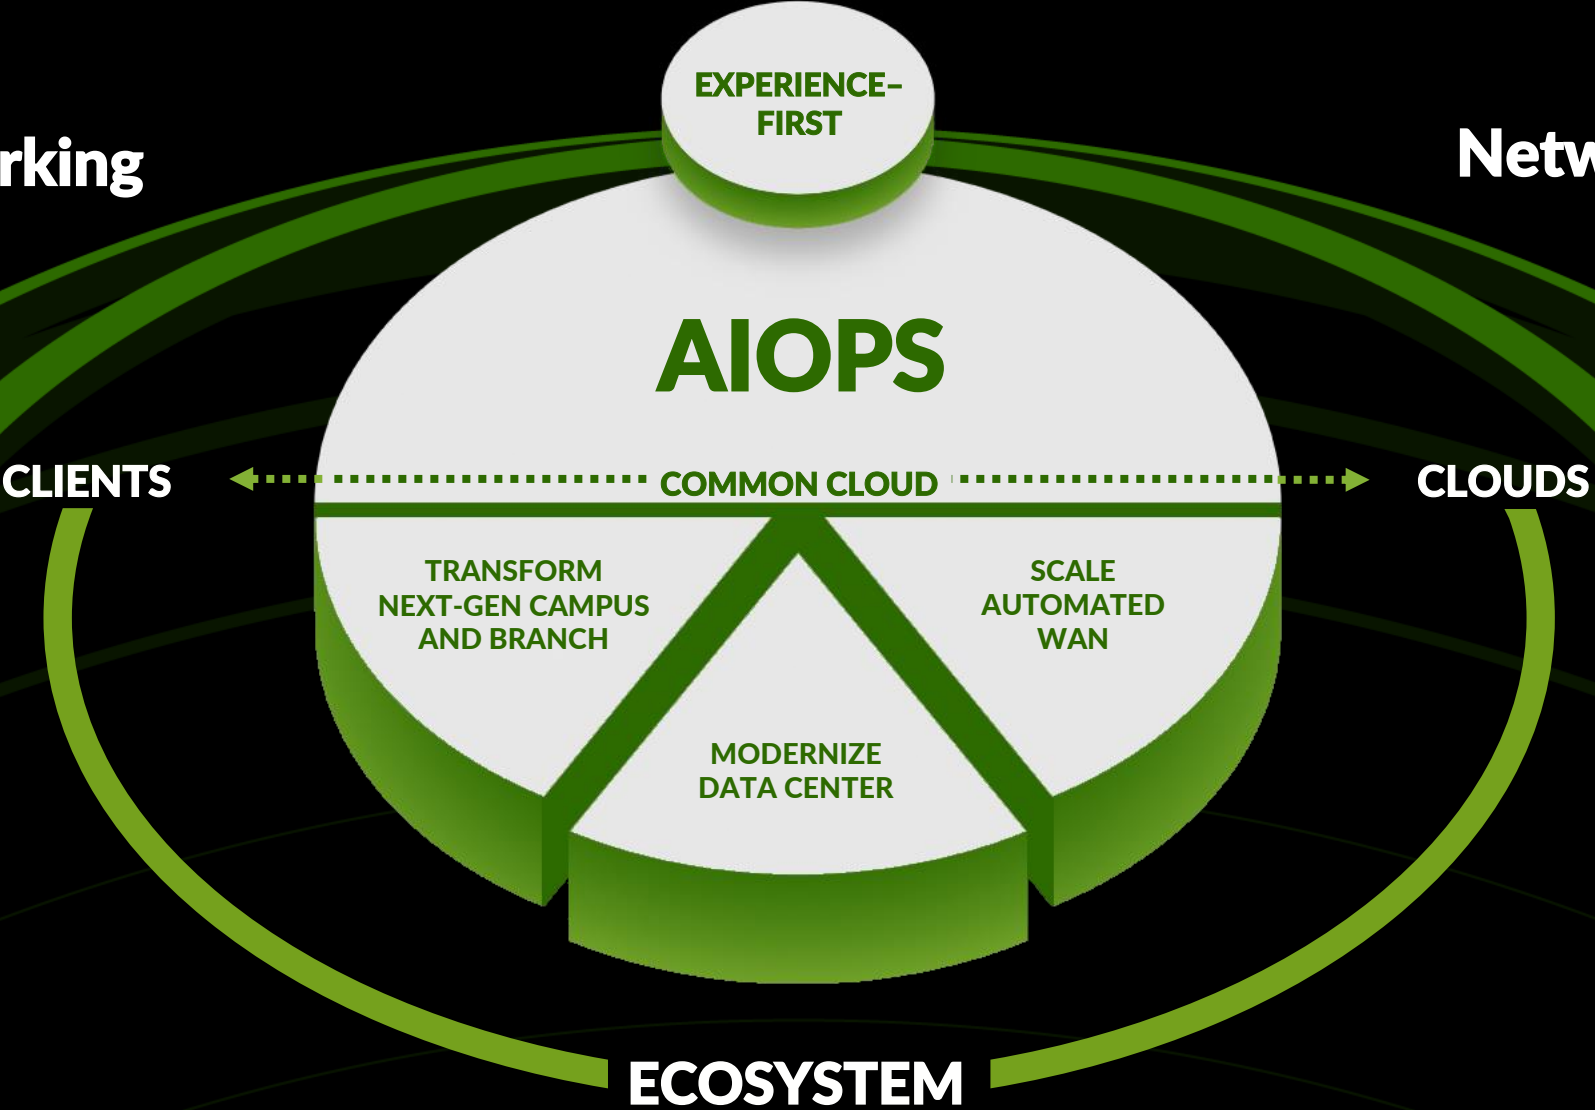 EXPERIENCE–
FIRST
rking
Netw
AIOPS
CLIENTS
COMMON CLOUD
CLOUDS
TRANSFORM
NEXT-GEN CAMPUS
AND BRANCH
SCALE
AUTOMATED
WAN
MODERNIZE
DATA CENTER
ECOSYSTEM